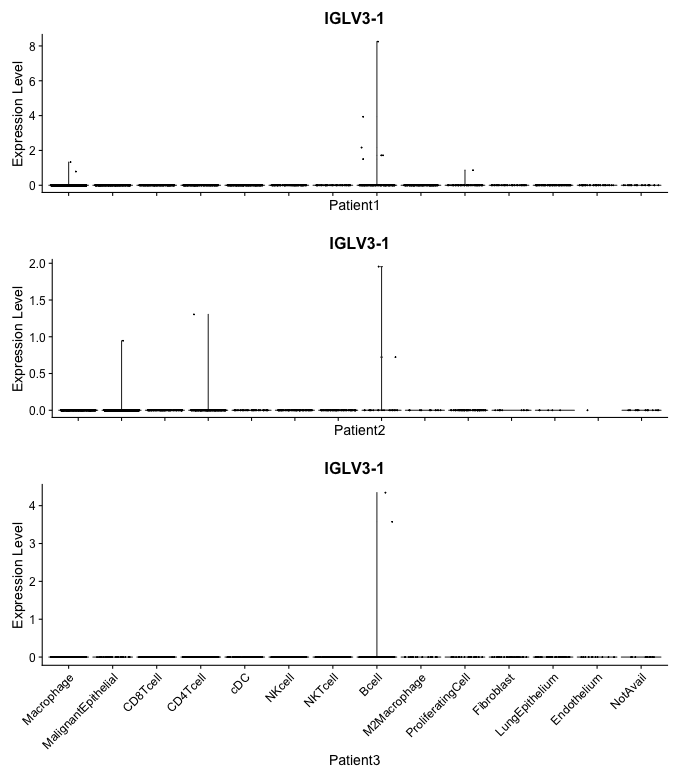 IGLV3-1
Expression Level
8
6
4
2
0
Patient1
IGLV3-1
Expression Level
2.0
1.5
1.0
0.5
0.0
Patient2
IGLV3-1
Expression Level
4
3
2
1
0
Macrophage
MalignantEpithelial
CD8Tcell
CD4Tcell
cDC
NKcell
NKTcell
Bcell
M2Macrophage
ProliferatingCell
Fibroblast
LungEpithelium
Endothelium
NotAvail
Patient3